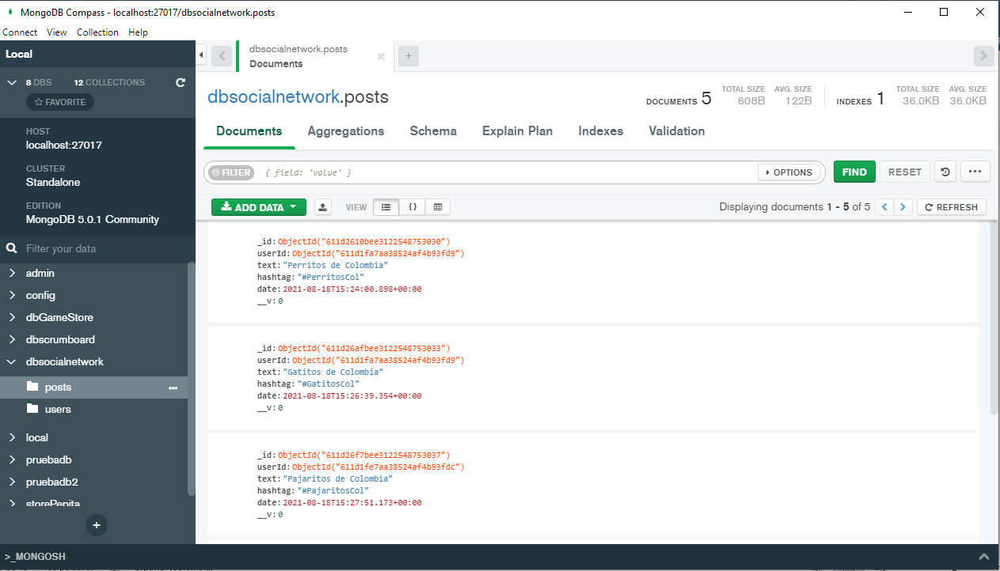 MongoDB Compass - localhost:27017/dbsocialnetwork.posts
Connect View Collection Help
Local
8 DBS 12 COLLECTIONS
FAVORITE
HOST
localhost:27017
CLUSTER
Standalone
EDITION
MongoDB 5.0.1 Community
Filter your data
admin
config
dbGameStore
dbscrumboard
dbsocialnetwork
posts
users
local
pruebadb
pruebadb2
storePepita
dbsocialnetwork.posts
Documents
dbsocialnetwork.posts
DOCUMENTS 5 TOTAL SIZE 608B AVG. SIZE 122B INDEXES 1 TOTAL SIZE 36.0KB AVG. SIZE 36.0KB
Documents Aggregations Schema Explain Plan Indexes Validation
FILTER { field: 'value' } OPTIONS FIND RESET
ADD DATA VIEW {} Displaying documents 1 - 5 of 5 REFRESH
_id: ObjectId("611d2610bee3122548753030")
userId: ObjectId("611d1fa7aa38524af4b93fd9")
text: "Perritos de Colombia"
hashtag: "#PerritosCol"
date: 2021-08-18T15:24:00.898+00:00
__v: 0
_id: ObjectId("611d26afbee3122548753033")
userId: ObjectId("611d1fa7aa38524af4b93fd9")
text: "Gatitos de Colombia"
hashtag: "#GatitosCol"
date: 2021-08-18T15:26:39.354+00:00
__v: 0
_id: ObjectId("611d26f7bee3122548753037")
userId: ObjectId("611d1fe7aa38524af4b93fdc")
text: "Pajaritos de Colombia"
hashtag: "#PajaritosCol"
date: 2021-08-18T15:27:51.173+00:00
__v: 0
>_MONGOSH